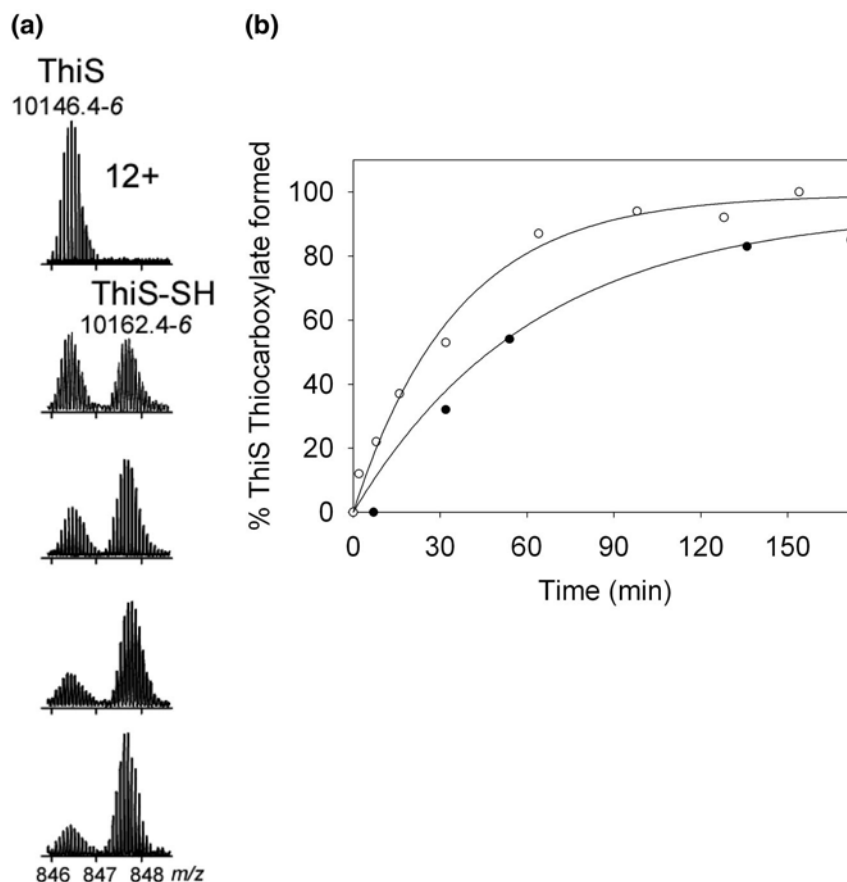 (a)
ThiS
10146.4-6
12+
ThiS-SH
10162.4-6
846 847 848 m/z
(b)
% ThiS Thiocarboxylate formed
100
80
60
40
20
0
0 30 60 90 120 150
Time (min)